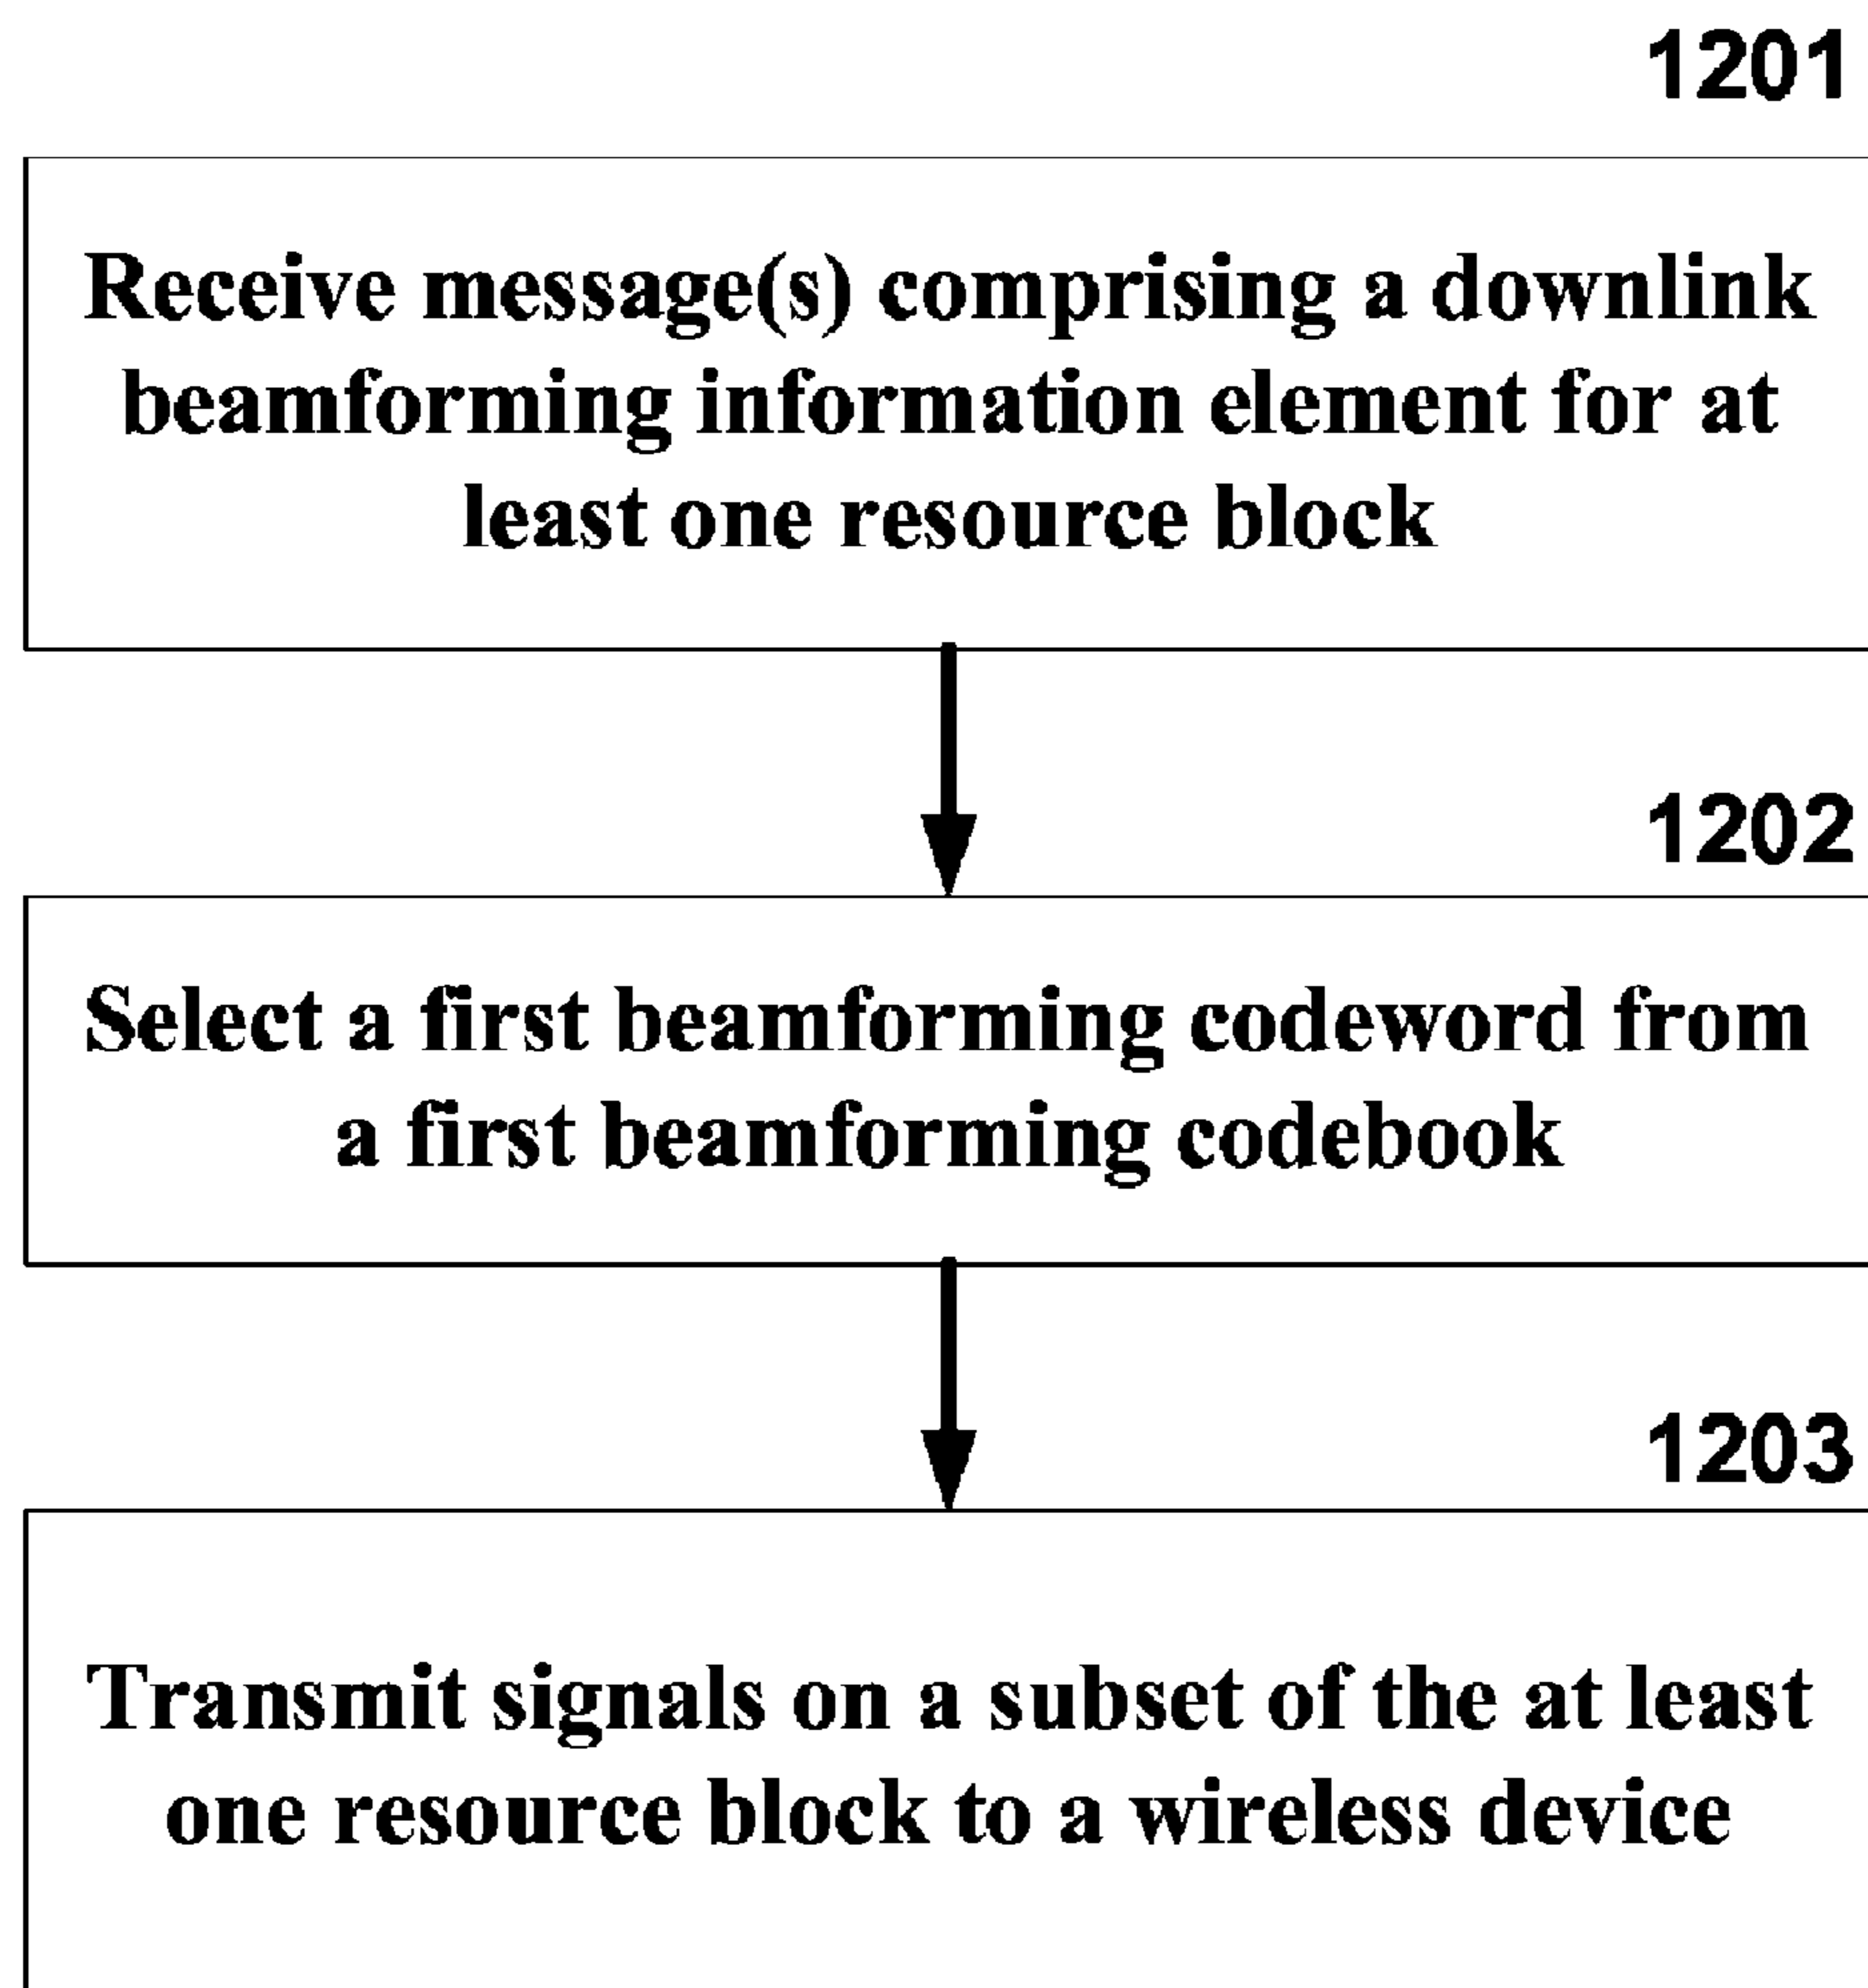 1201
Receive message(s) comprising a downlink
beamforming information element for at
least one resource block
1202
Select a first beamforming codeword from
a first beamforming codebook
1203
Transmit signals on a subset of the at least
one resource block to a wireless device